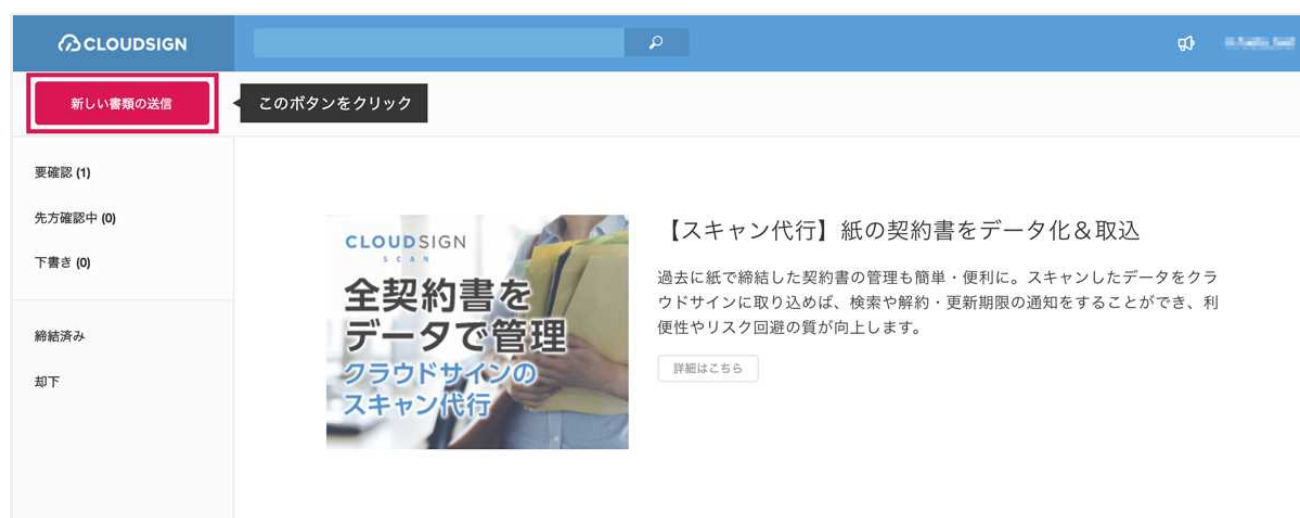 CLOUDSIGN
新しい書類の送信
このボタンをクリック
要確認 (1)
先方確認中 (0)
下書き (0)
締結済み
却下
CLOUDSIGN
SCAN
全契約書を
データで管理
クラウドサインの
スキャン代行
【スキャン代行】紙の契約書をデータ化&取込
過去に紙で締結した契約書の管理も簡単・便利に。スキャンしたデータをクラ
ウドサインに取り込めば、検索や解約・更新期限の通知をすることができ、利
便性やリスク回避の質が向上します。
詳細はこちら